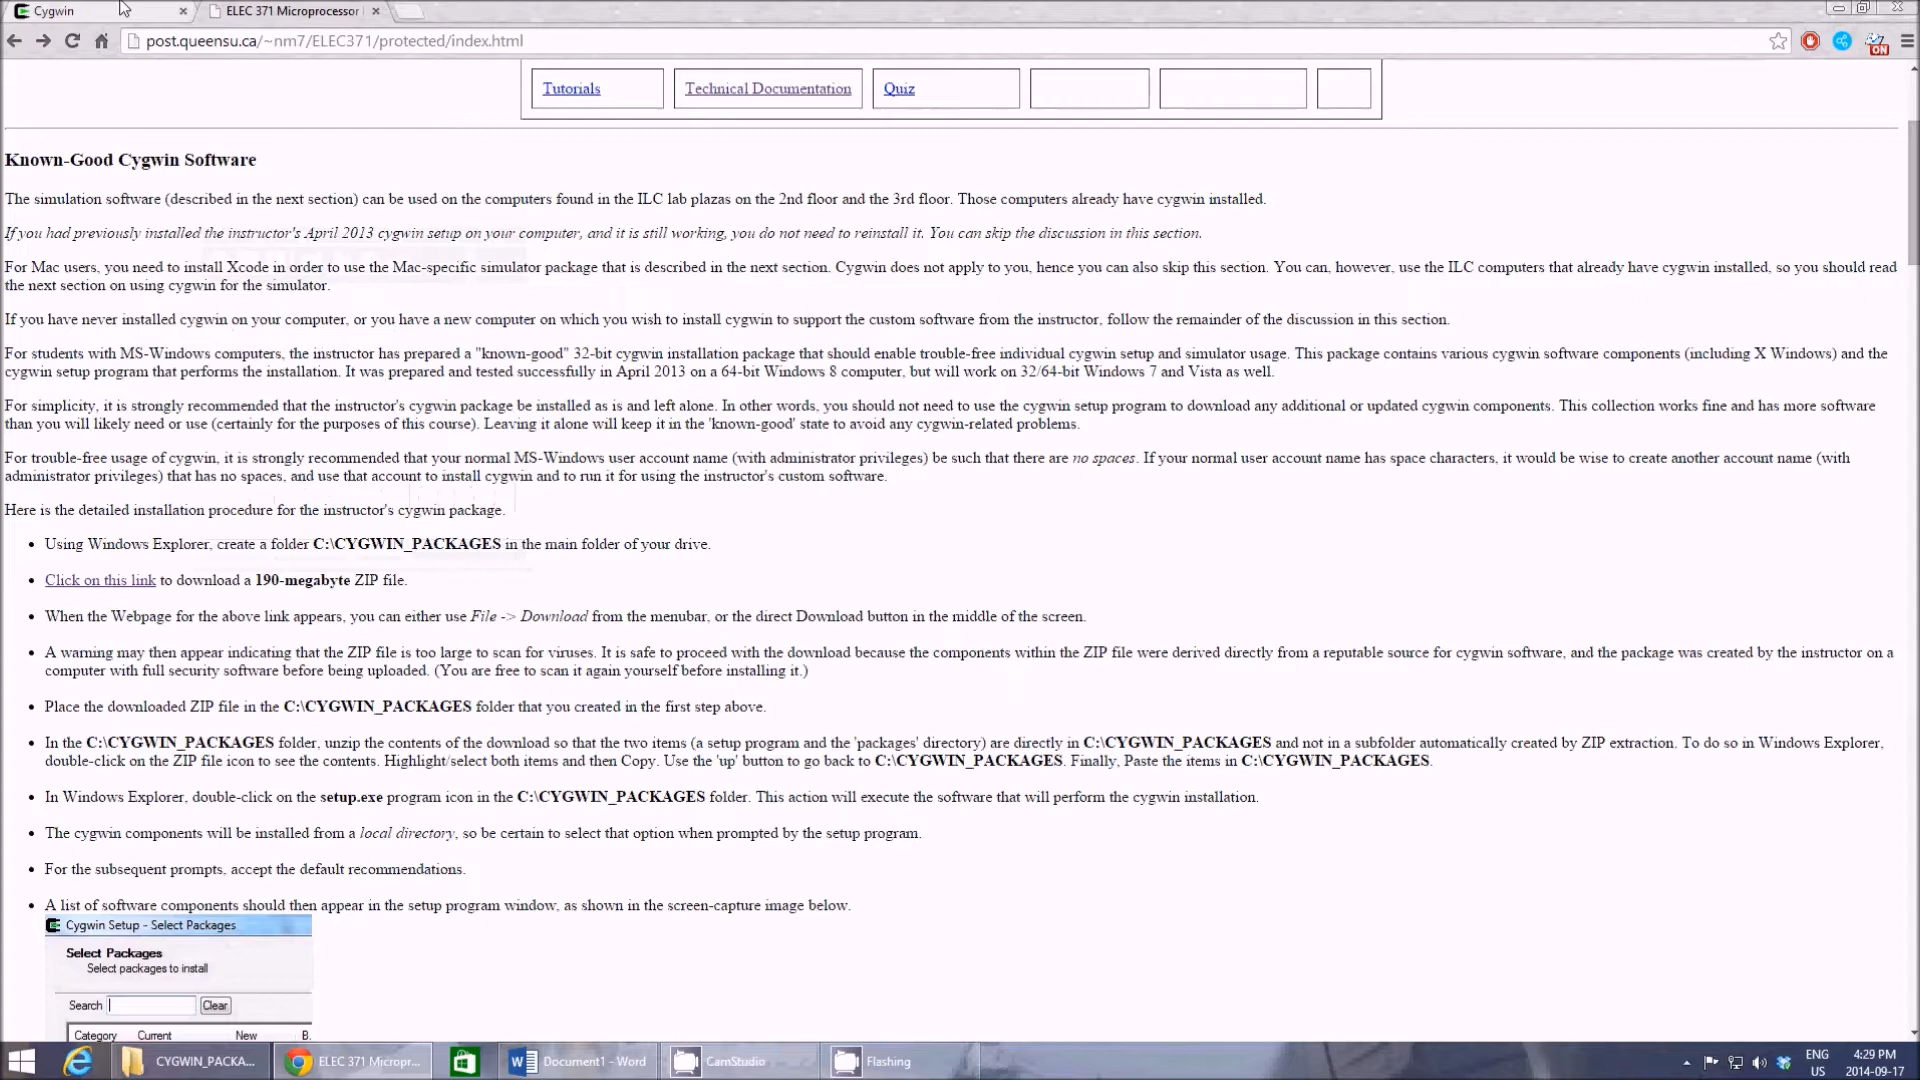 Cygwin
ELEC 371 Microprocessor
post.queensu.ca/~nm7/ELEC371/protected/index.html
ON
Tutorials Technical Documentation Quiz
Known-Good Cygwin Software
The simulation software (described in the next section) can be used on the computers found in the ILC lab plazas on the 2nd floor and the 3rd floor. Those computers already have cygwin installed.
If you had previously installed the instructor's April 2013 cygwin setup on your computer, and it is still working, you do not need to reinstall it. You can skip the discussion in this section.
For Mac users, you need to install Xcode in order to use the Mac-specific simulator package that is described in the next section. Cygwin does not apply to you, hence you can also skip this section. You can, however, use the ILC computers that already have cygwin installed, so you should read
the next section on using cygwin for the simulator.
If you have never installed cygwin on your computer, or you have a new computer on which you wish to install cygwin to support the custom software from the instructor, follow the remainder of the discussion in this section.
For students with MS-Windows computers, the instructor has prepared a "known-good" 32-bit cygwin installation package that should enable trouble-free individual cygwin setup and simulator usage. This package contains various cygwin software components (including X Windows) and the
cygwin setup program that performs the installation. It was prepared and tested successfully in April 2013 on a 64-bit Windows 8 computer, but will work on 32/64-bit Windows 7 and Vista as well.
For simplicity, it is strongly recommended that the instructor's cygwin package be installed as is and left alone. In other words, you should not need to use the cygwin setup program to download any additional or updated cygwin components. This collection works fine and has more software
than you will likely need or use (certainly for the purposes of this course). Leaving it alone will keep it in the 'known-good' state to avoid any cygwin-related problems.
For trouble-free usage of cygwin, it is strongly recommended that your normal MS-Windows user account name (with administrator privileges) be such that there are no spaces. If your normal user account name has space characters, it would be wise to create another account name (with
administrator privileges) that has no spaces, and use that account to install cygwin and to run it for using the instructor's custom software.
Here is the detailed installation procedure for the instructor's cygwin package.
• Using Windows Explorer, create a folder C:\CYGWIN_PACKAGES in the main folder of your drive.
• Click on this link to download a 190-megabyte ZIP file.
• When the Webpage for the above link appears, you can either use File -> Download from the menubar, or the direct Download button in the middle of the screen.
• A warning may then appear indicating that the ZIP file is too large to scan for viruses. It is safe to proceed with the download because the components within the ZIP file were derived directly from a reputable source for cygwin software, and the package was created by the instructor on a
computer with full security software before being uploaded. (You are free to scan it again yourself before installing it.)
• Place the downloaded ZIP file in the C:\CYGWIN_PACKAGES folder that you created in the first step above.
• In the C:\CYGWIN_PACKAGES folder, unzip the contents of the download so that the two items (a setup program and the 'packages' directory) are directly in C:\CYGWIN_PACKAGES and not in a subfolder automatically created by ZIP extraction. To do so in Windows Explorer,
double-click on the ZIP file icon to see the contents. Highlight/select both items and then Copy. Use the 'up' button to go back to C:\CYGWIN_PACKAGES. Finally, Paste the items in C:\CYGWIN_PACKAGES.
• In Windows Explorer, double-click on the setup.exe program icon in the C:\CYGWIN_PACKAGES folder. This action will execute the software that will perform the cygwin installation.
• The cygwin components will be installed from a local directory, so be certain to select that option when prompted by the setup program.
• For the subsequent prompts, accept the default recommendations.
• A list of software components should then appear in the setup program window, as shown in the screen-capture image below.
Cygwin Setup - Select Packages
Select Packages
Select packages to install
Search Clear
Category Current New B.
CYGWIN_PACKA... ELEC 371 Micropr... Document1 - Word CamStudio Flashing
ENG 4:29 PM
US 2014-09-17